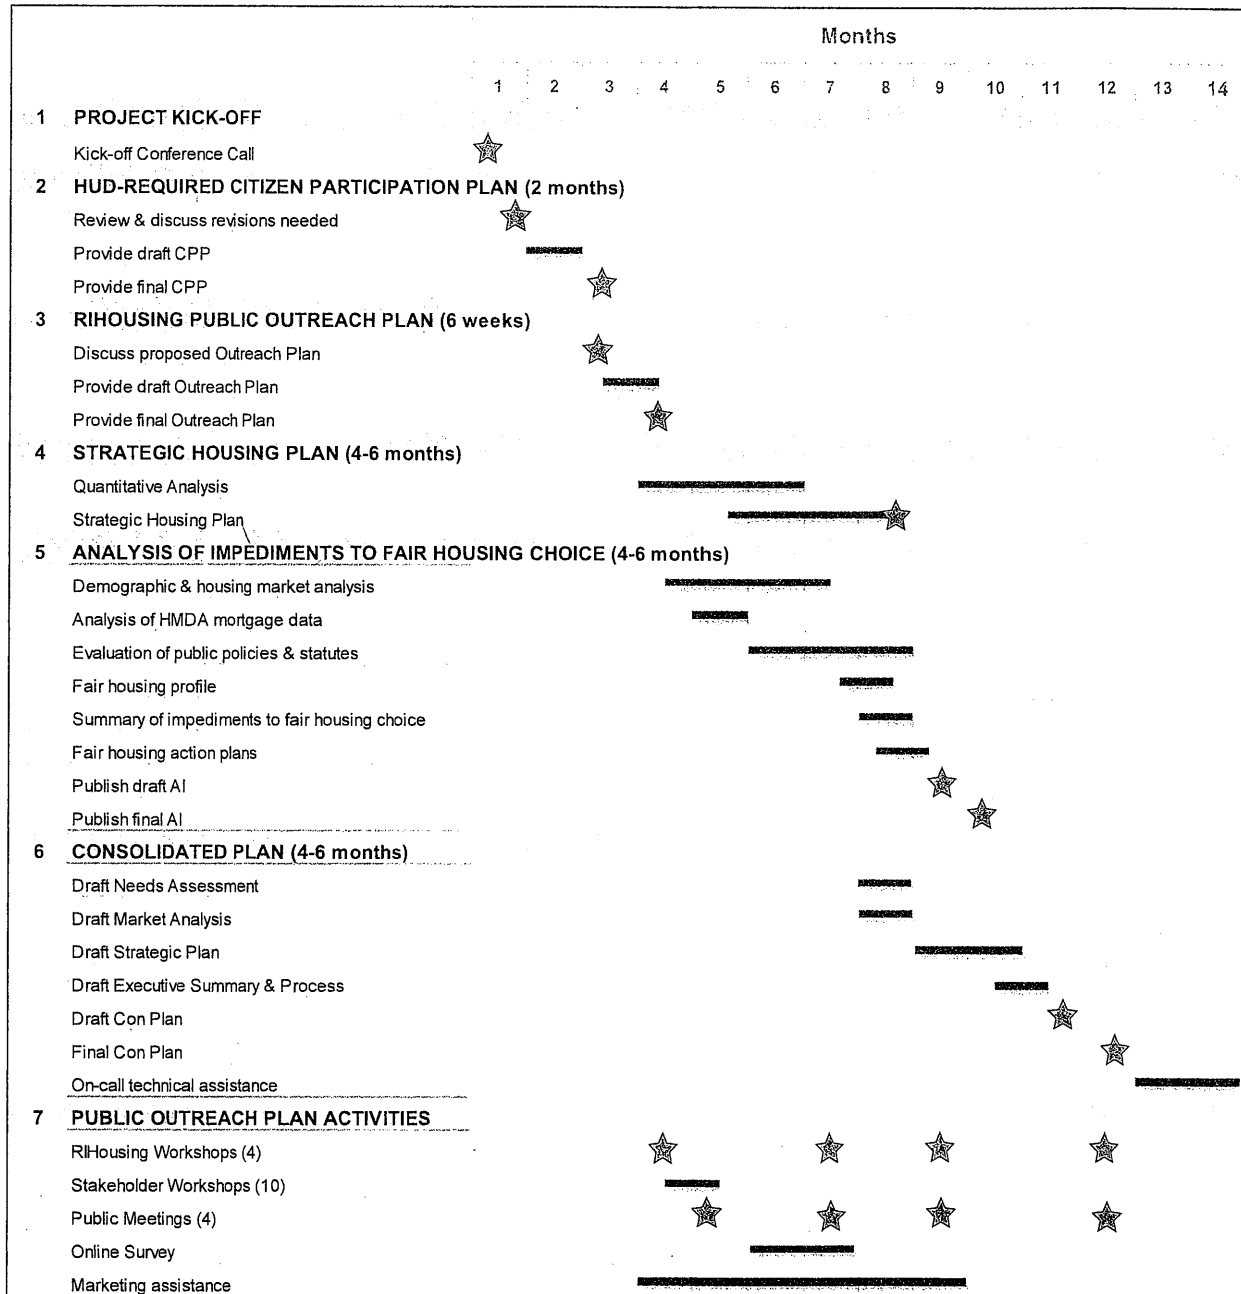 Months
1 2 3 4 5 6 7 8 9 10 11 12 13 14
1 PROJECT KICK-OFF
Kick-off Conference Call
2 HUD-REQUIRED CITIZEN PARTICIPATION PLAN (2 months)
Review & discuss revisions needed
Provide draft CPP
Provide final CPP
3 RIHOUSING PUBLIC OUTREACH PLAN (6 weeks)
Discuss proposed Outreach Plan
Provide draft Outreach Plan
Provide final Outreach Plan
4 STRATEGIC HOUSING PLAN (4-6 months)
Quantitative Analysis
Strategic Housing Plan
5 ANALYSIS OF IMPEDIMENTS TO FAIR HOUSING CHOICE (4-6 months)
Demographic & housing market analysis
Analysis of HMDA mortgage data
Evaluation of public policies & statutes
Fair housing profile
Summary of impediments to fair housing choice
Fair housing action plans
Publish draft AI
Publish final AI
6 CONSOLIDATED PLAN (4-6 months)
Draft Needs Assessment
Draft Market Analysis
Draft Strategic Plan
Draft Executive Summary & Process
Draft Con Plan
Final Con Plan
On-call technical assistance
7 PUBLIC OUTREACH PLAN ACTIVITIES
RIHousing Workshops (4)
Stakeholder Workshops (10)
Public Meetings (4)
Online Survey
Marketing assistance